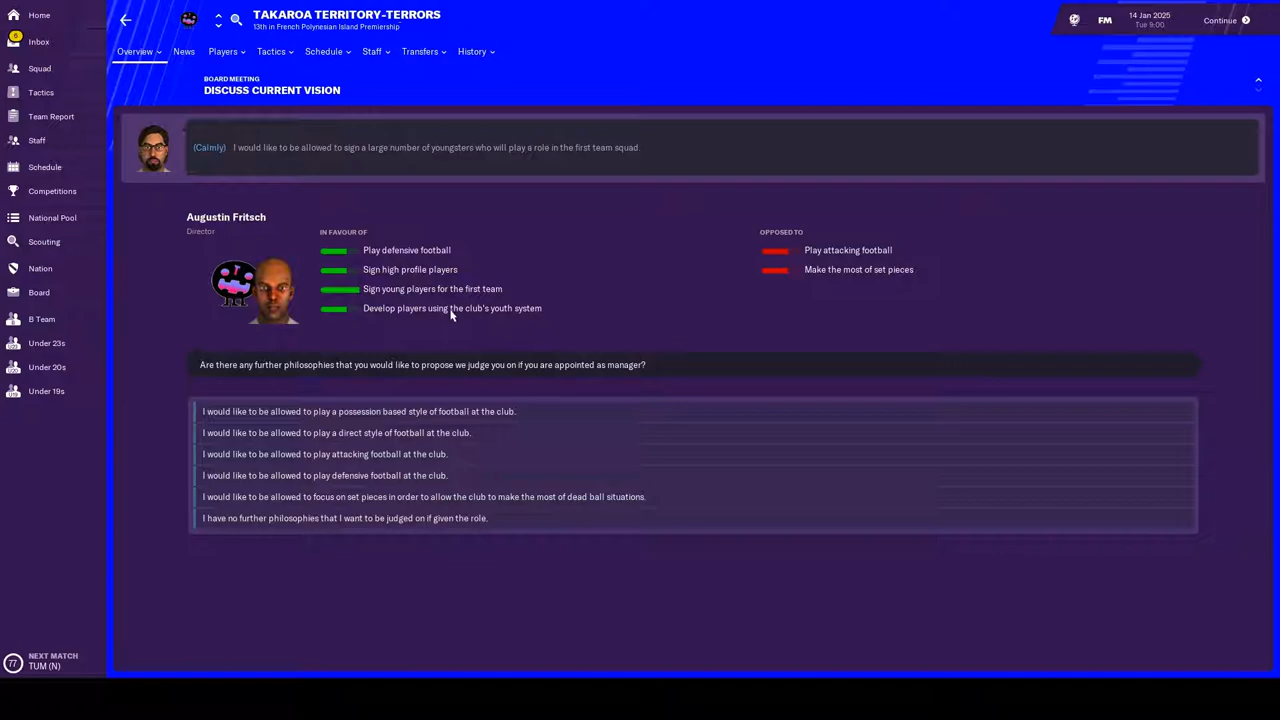 Home
TAKAROA TERRITORY-TERRORS
13th in French Polynesian Island Premiership
FM
14 Jan 2025
Tue 9:00
Continue
6
Inbox
Overview News Players Tactics Schedule Staff Transfers History
Squad
BOARD MEETING
DISCUSS CURRENT VISION
Tactics
Team Report
Staff
(Calmly) I would like to be allowed to sign a large number of youngsters who will play a role in the first team squad.
Schedule
Competitions
National Pool
Augustin Fritsch
Director
IN FAVOUR OF
OPPOSED TO
Scouting
Play defensive football
Play attacking football
Nation
Sign high profile players
Make the most of set pieces
Board
Sign young players for the first team
B Team
Develop players using the club's youth system
Under 23s
Under 20s
Are there any further philosophies that you would like to propose we judge you on if you are appointed as manager?
Under 19s
I would like to be allowed to play a possession based style of football at the club.
I would like to be allowed to play a direct style of football at the club.
I would like to be allowed to play attacking football at the club.
I would like to be allowed to play defensive football at the club.
I would like to be allowed to focus on set pieces in order to allow the club to make the most of dead ball situations.
I have no further philosophies that I want to be judged on if given the role.
77
NEXT MATCH
TUM (N)